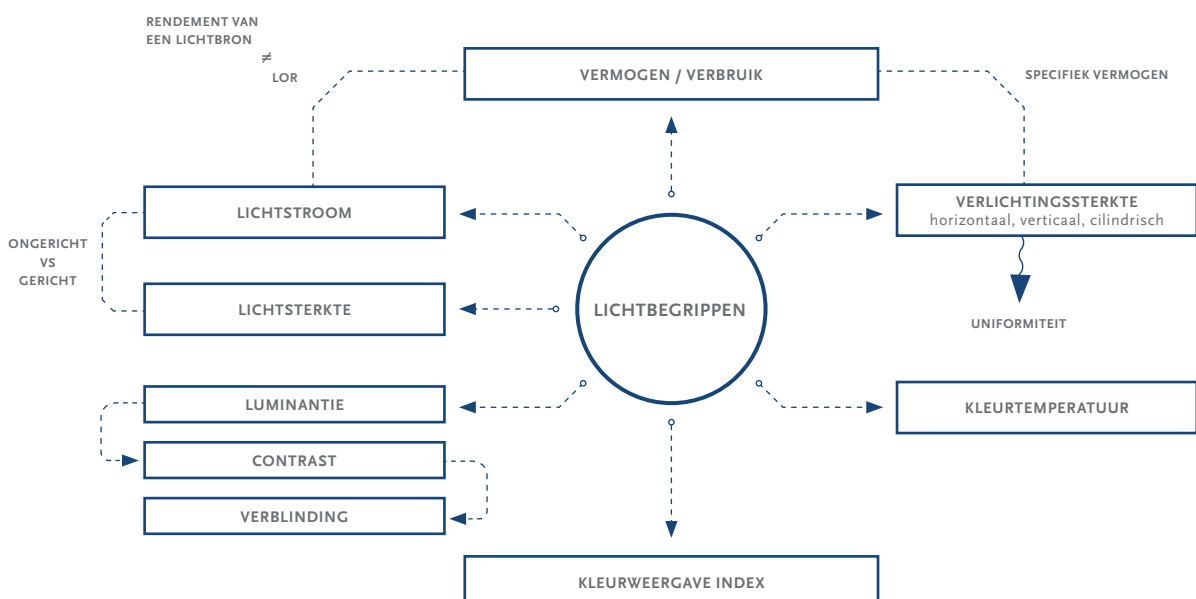 RENDEMENT VAN
EEN LICHTBRON
≠
LOR
VERMOGEN / VERBRUIK
SPECIFIEK VERMOGEN
LICHTSTROOM
VERLICHTINGSSTERKTE
horizontaal, verticaal, cilindrisch
ONGERICHT
VS
GERICHT
LICHTSTERKTE
LICHTBEGRIPPEN
UNIFORMITEIT
LUMINANTIE
KLEURTEMPERATUUR
CONTRAST
VERBLINDING
KLEURWEERGAVE INDEX